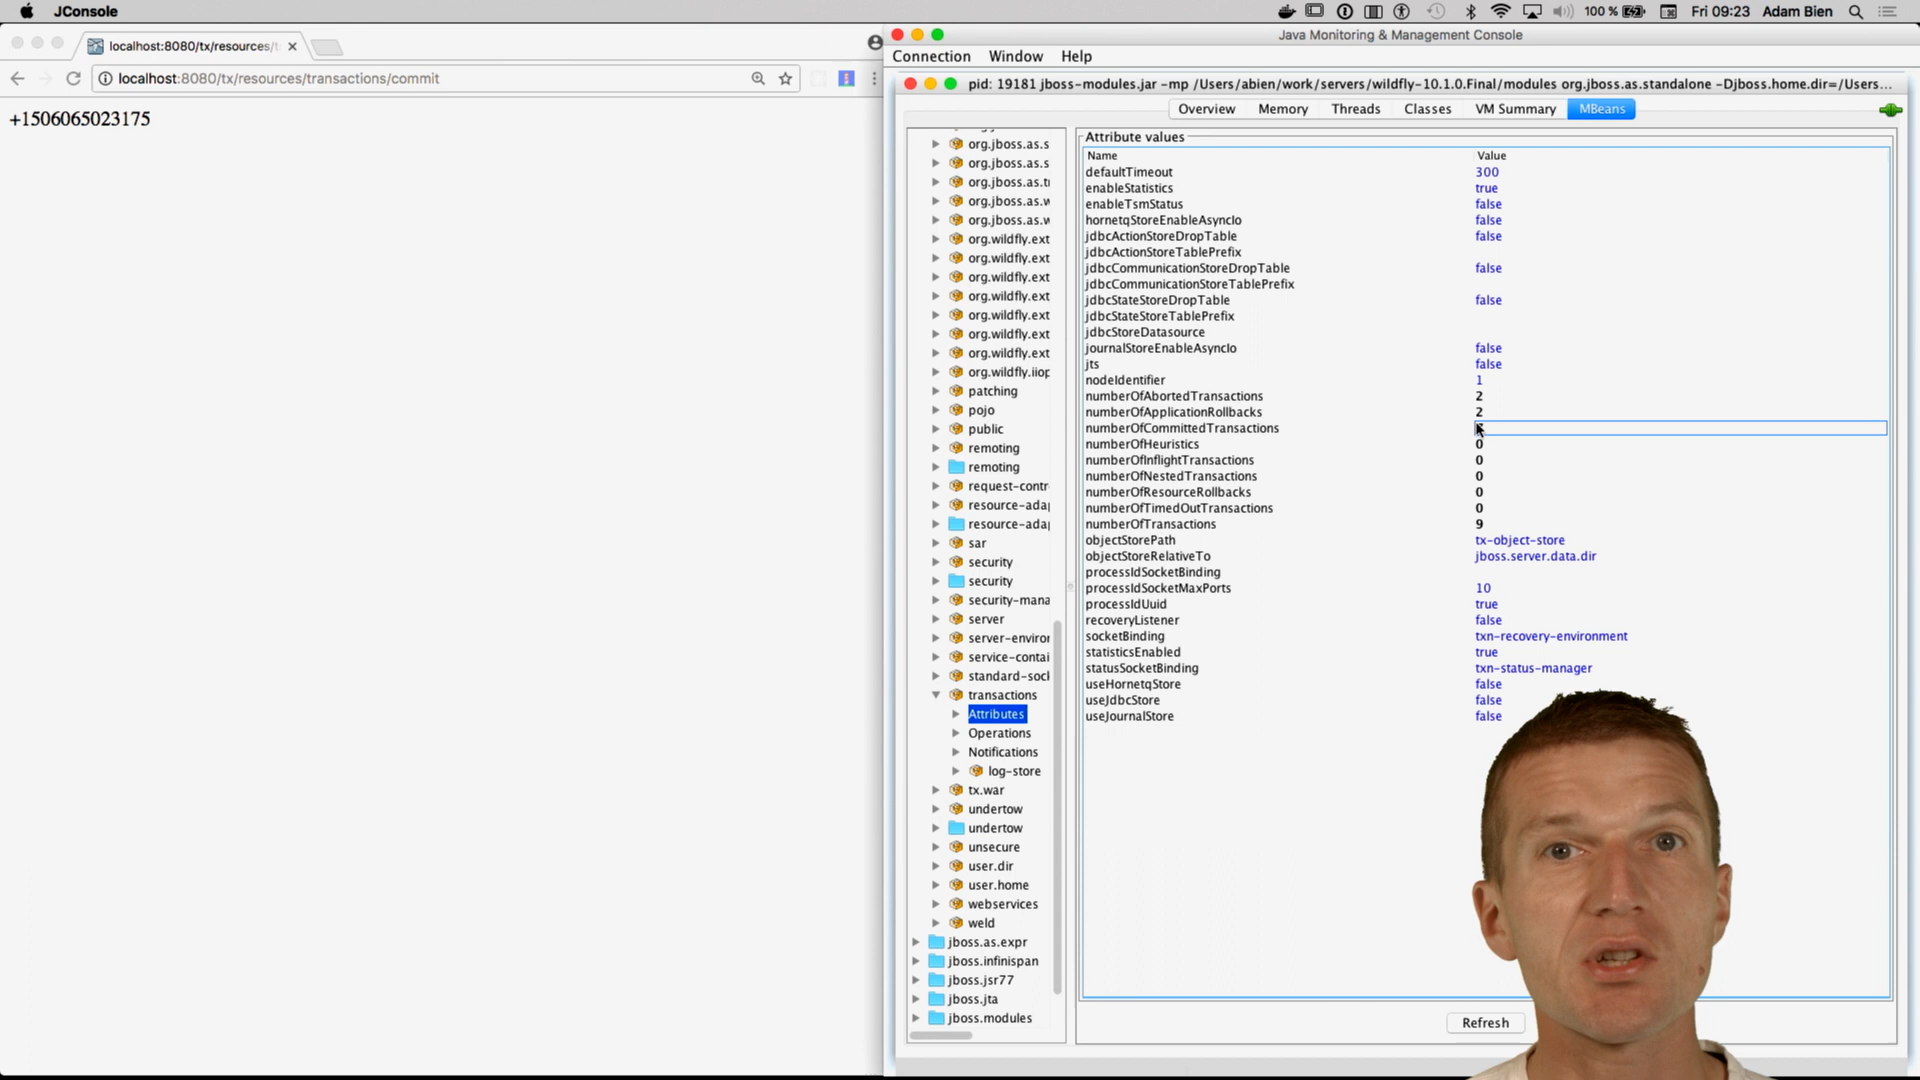 JConsole
100 %
Fri 09:23
Adam Bien
localhost:8080/tx/resources/t
localhost:8080/tx/resources/transactions/commit
+1506065023175
Java Monitoring & Management Console
Connection Window Help
pid: 19181 jboss-modules.jar -mp /Users/abien/work/servers/wildfly-10.1.0.Final/modules org.jboss.as.standalone -Djboss.home.dir=/Users...
Overview Memory Threads Classes VM Summary MBeans
org.jboss.as.s
org.jboss.as.s
org.jboss.as.t
org.jboss.as.w
org.jboss.as.w
org.wildfly.ext
org.wildfly.ext
org.wildfly.ext
org.wildfly.ext
org.wildfly.ext
org.wildfly.ext
org.wildfly.ext
org.wildfly.iiop
patching
pojo
public
remoting
remoting
request-contr
resource-adap
resource-adap
sar
security
security
security-mana
server
server-enviror
service-contai
standard-sock
transactions
Attributes
Operations
Notifications
log-store
tx.war
undertow
undertow
unsecure
user.dir
user.home
webservices
weld
jboss.as.expr
jboss.infinispan
jboss.jsr77
jboss.jta
jboss.modules
Attribute values
Name Value
defaultTimeout 300
enableStatistics true
enableTsmStatus false
hornetqStoreEnableAsyncIo false
jdbcActionStoreDropTable false
jdbcActionStoreTablePrefix
jdbcCommunicationStoreDropTable false
jdbcCommunicationStoreTablePrefix
jdbcStateStoreDropTable false
jdbcStateStoreTablePrefix
jdbcStoreDatasource
journalStoreEnableAsyncIo false
jts false
nodeIdentifier 1
numberOfAbortedTransactions 2
numberOfApplicationRollbacks 2
numberOfCommittedTransactions
numberOfHeuristics 0
numberOfInflightTransactions 0
numberOfNestedTransactions 0
numberOfResourceRollbacks 0
numberOfTimedOutTransactions 0
numberOfTransactions 9
objectStorePath tx-object-store
objectStoreRelativeTo jboss.server.data.dir
processIdSocketBinding
processIdSocketMaxPorts 10
processIdUuid true
recoveryListener false
socketBinding txn-recovery-environment
statisticsEnabled true
statusSocketBinding txn-status-manager
useHornetqStore false
useJdbcStore false
useJournalStore false
Refresh